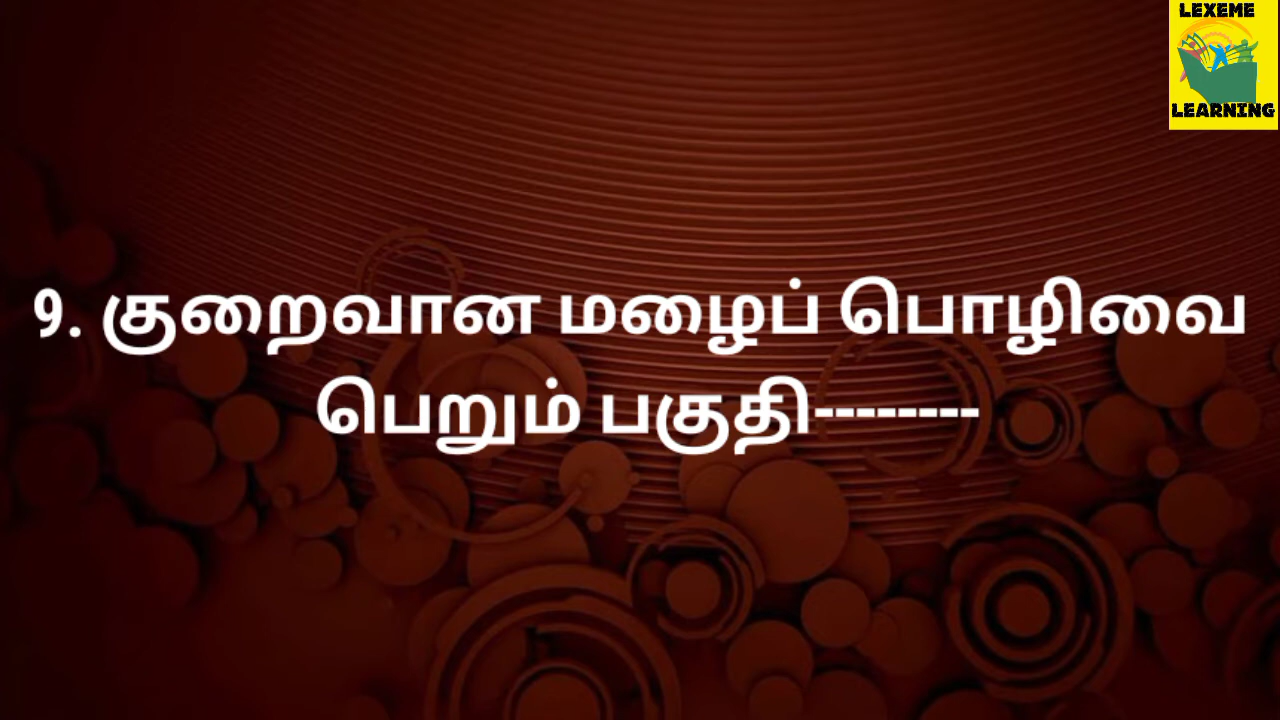 LEXEME
LEARNING
9. குறைவான மழைப் பொழிவை
பெறும் பகுதி--------